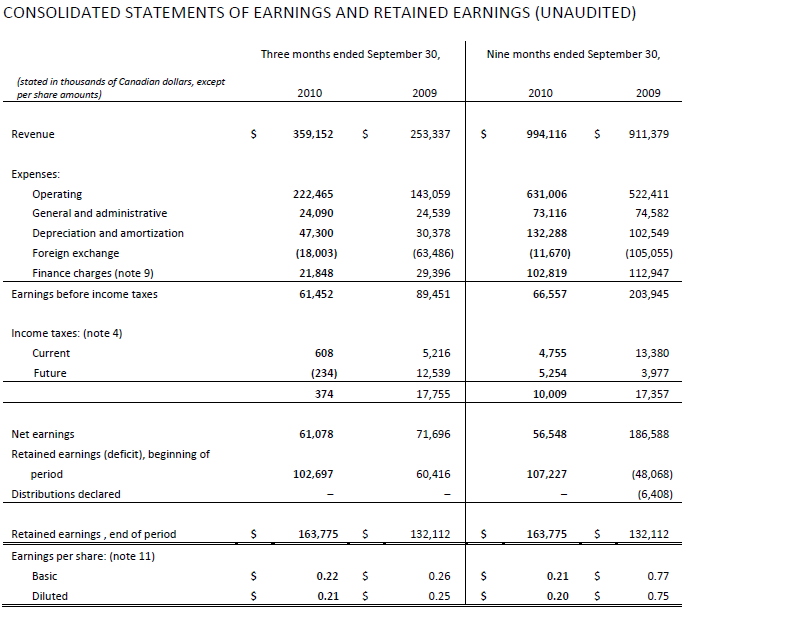 CONSOLIDATED STATEMENTS OF EARNINGS AND RETAINED EARNINGS (UNAUDITED)
Three months ended September 30, Nine months ended September 30,
(stated in thousands of Canadian dollars, except
per share amounts) 2010 2009 2010 2009
Revenue $ 359,152 $ 253,337 $ 994,116 $ 911,379
Expenses:
Operating 222,465 143,059 631,006 522,411
General and administrative 24,090 24,539 73,116 74,582
Depreciation and amortization 47,300 30,378 132,288 102,549
Foreign exchange (18,003) (63,486) (11,670) (105,055)
Finance charges (note 9) 21,848 29,396 102,819 112,947
Earnings before income taxes 61,452 89,451 66,557 203,945
Income taxes: (note 4)
Current 608 5,216 4,755 13,380
Future (234) 12,539 5,254 3,977
374 17,755 10,009 17,357
Net earnings 61,078 71,696 56,548 186,588
Retained earnings (deficit), beginning of
period 102,697 60,416 107,227 (48,068)
Distributions declared – – – (6,408)
Retained earnings , end of period $ 163,775 $ 132,112 $ 163,775 $ 132,112
Earnings per share: (note 11)
Basic $ 0.22 $ 0.26 $ 0.21 $ 0.77
Diluted $ 0.21 $ 0.25 $ 0.20 $ 0.75